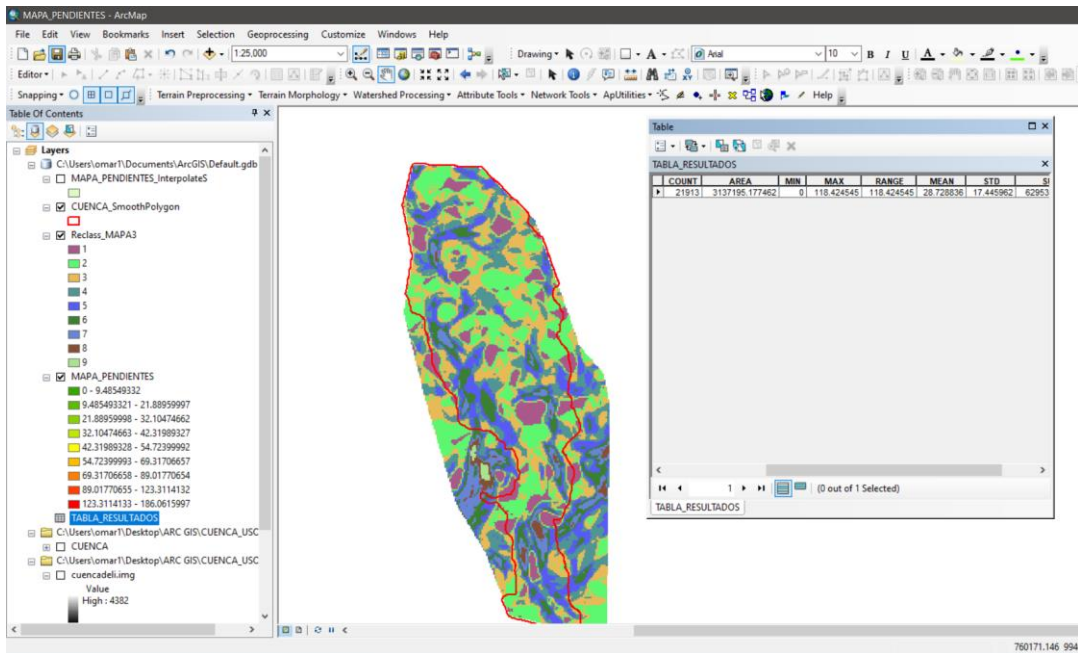 MAPA_PENDIENTES - ArcMap
File Edit View Bookmarks Insert Selection Geoprocessing Customize Windows Help
1:25,000 Drawing A Arial 10 B I U A
Editor
Snapping Terrain Preprocessing Terrain Morphology Watershed Processing Attribute Tools Network Tools ApUtilities Help
Table Of Contents
Layers
C:\Users\omar1\Documents\ArcGIS\Default.gdb
MAPA_PENDIENTES_InterpolateS
CUENCA_SmoothPolygon
Reclass_MAPA3
1
2
3
4
5
6
7
8
9
MAPA_PENDIENTES
0 - 9.48549332
9.485493321 - 21.88959997
21.88959998 - 32.10474662
32.10474663 - 42.31989327
42.31989328 - 54.72399992
54.72399993 - 69.31706657
69.31706658 - 89.01770654
89.01770655 - 123.3114132
123.3114133 - 186.0615997
TABLA_RESULTADOS
C:\Users\omar1\Desktop\ARC GIS\CUENCA_USC
CUENCA
C:\Users\omar1\Desktop\ARC GIS\CUENCA_USC
cuencadeli.img
Value
High : 4382
Table
TABLA_RESULTADOS
COUNT AREA MIN MAX RANGE MEAN STD
21913 3137195.177462 0 118.424545 118.424545 28.728836 17.445962 62953
1 (0 out of 1 Selected)
TABLA_RESULTADOS
760171.146 994